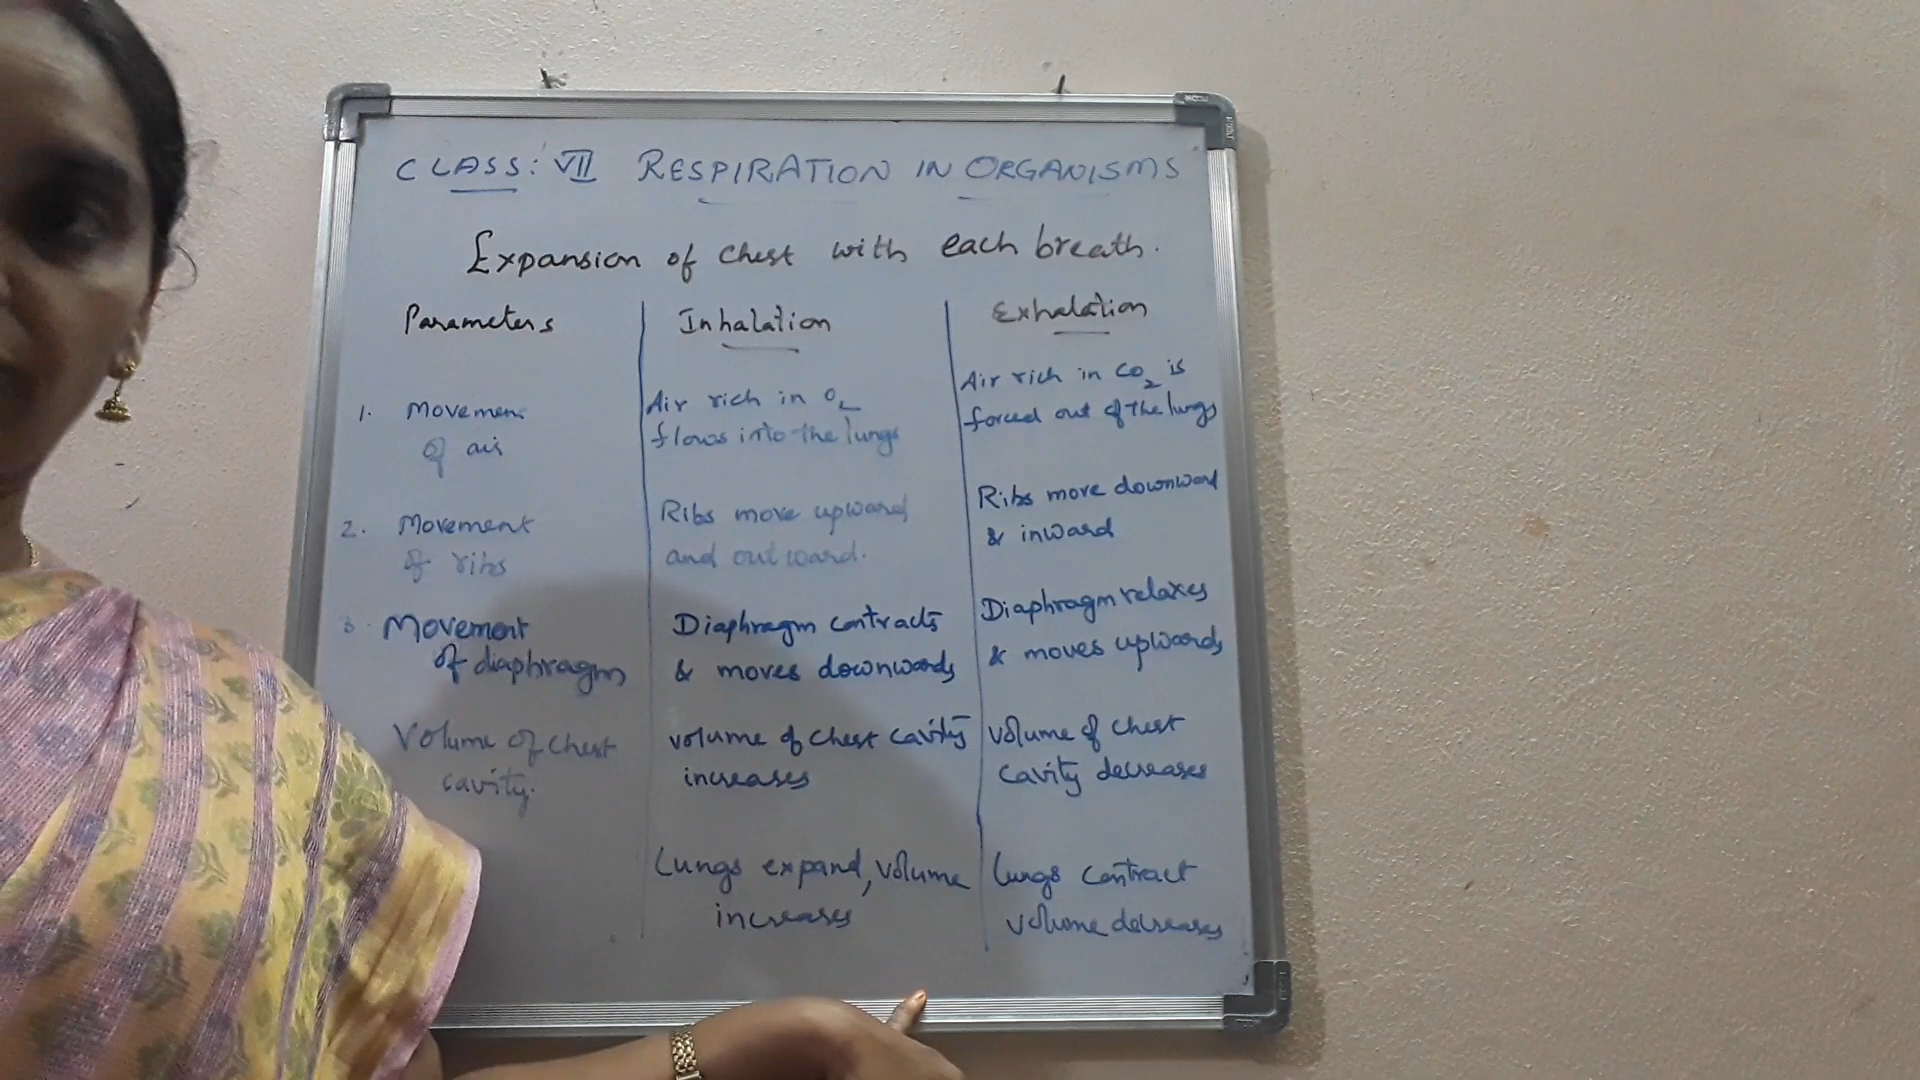 CLASS: VII RESPIRATION IN ORGANISMS
Expansion of chest with each breath.
Parameters
Inhalation
Exhalation
1. Movement
of air
Air rich in O2
flows into the lungs
Air rich in CO2 is
forced out of the lungs
2. Movement
of ribs
Ribs move upward
and outward.
Ribs move downward
& inward
3. Movement
of diaphragm
Diaphragm contracts
& moves downwards
Diaphragm relaxes
& moves upwards
Volume of chest
cavity.
volume of chest cavity
increases
volume of chest
cavity decreases
Lungs expand, volume
increases
lungs contract
volume decreases